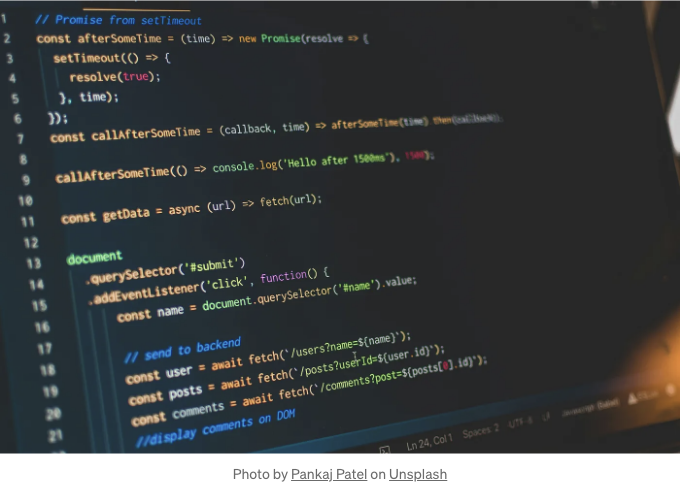 1 // Promise from setTimeout
2 const afterSomeTime = (time) => new Promise(resolve => {
3 setTimeout(() => {
4 resolve(true);
5 }, time);
6 });
7 const callAfterSomeTime = (callback, time) => afterSomeTime(time).then(callback);
8
9 callAfterSomeTime(() => console.log('Hello after 1500ms'), 1500);
10
11 const getData = async (url) => fetch(url);
12
13 document
14 .querySelector('#submit')
15 .addEventListener('click', function() {
16 const name = document.querySelector('#name').value;
17
18 // send to backend
19 const user = await fetch(`/users?name=${name}`);
20 const posts = await fetch(`/posts?userId=${user.id}`);
21 const comments = await fetch(`/comments?post=${posts[0].id}`);
//display comments on DOM
Ln 24, Col 1 Spaces: 2 UTF-8 LF JavaScript (Babel)
Photo by Pankaj Patel on Unsplash